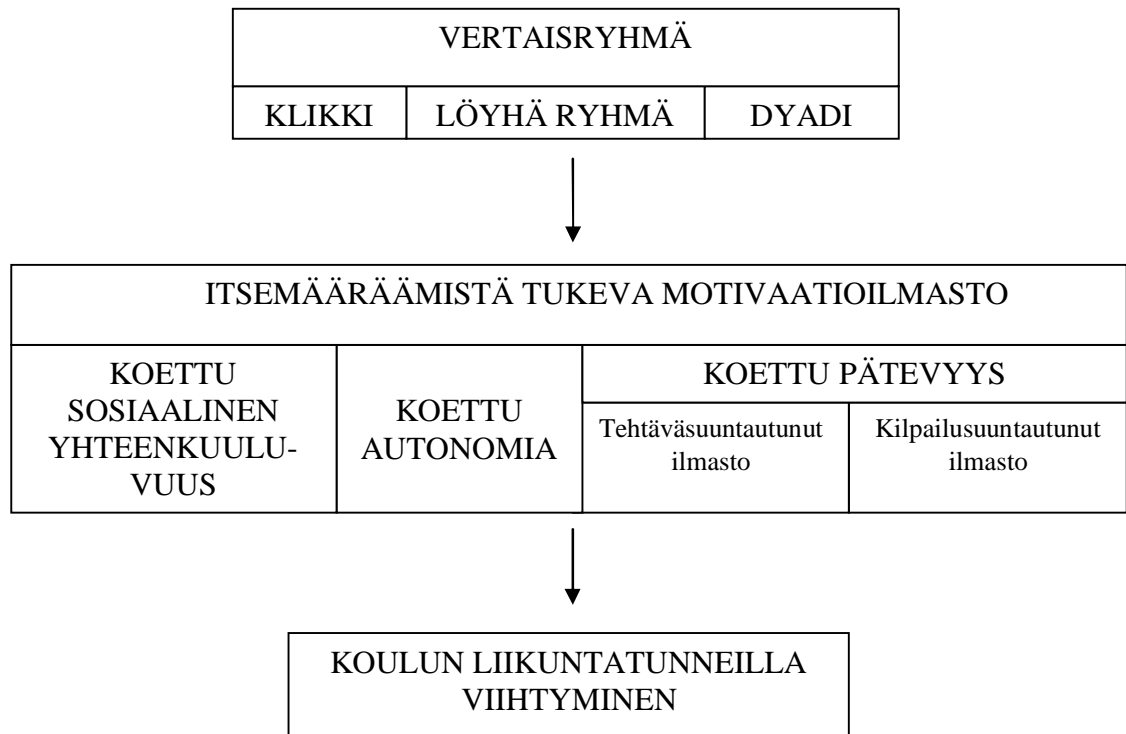 VERTAISRYHMÄ
KLIKKI
LÖYHÄ RYHMÄ
DYADI
ITSEMÄÄRÄÄMISTÄ TUKEVA MOTIVAATIOILMASTO
KOETTU
SOSIAALINEN
YHTEENKUULU-
VUUS
KOETTU
AUTONOMIA
KOETTU PÄTEVYYS
Tehtäväsuuntautunut
ilmasto
Kilpailusuuntautunut
ilmasto
KOULUN LIIKUNTATUNNEILLA
VIIHTYMINEN